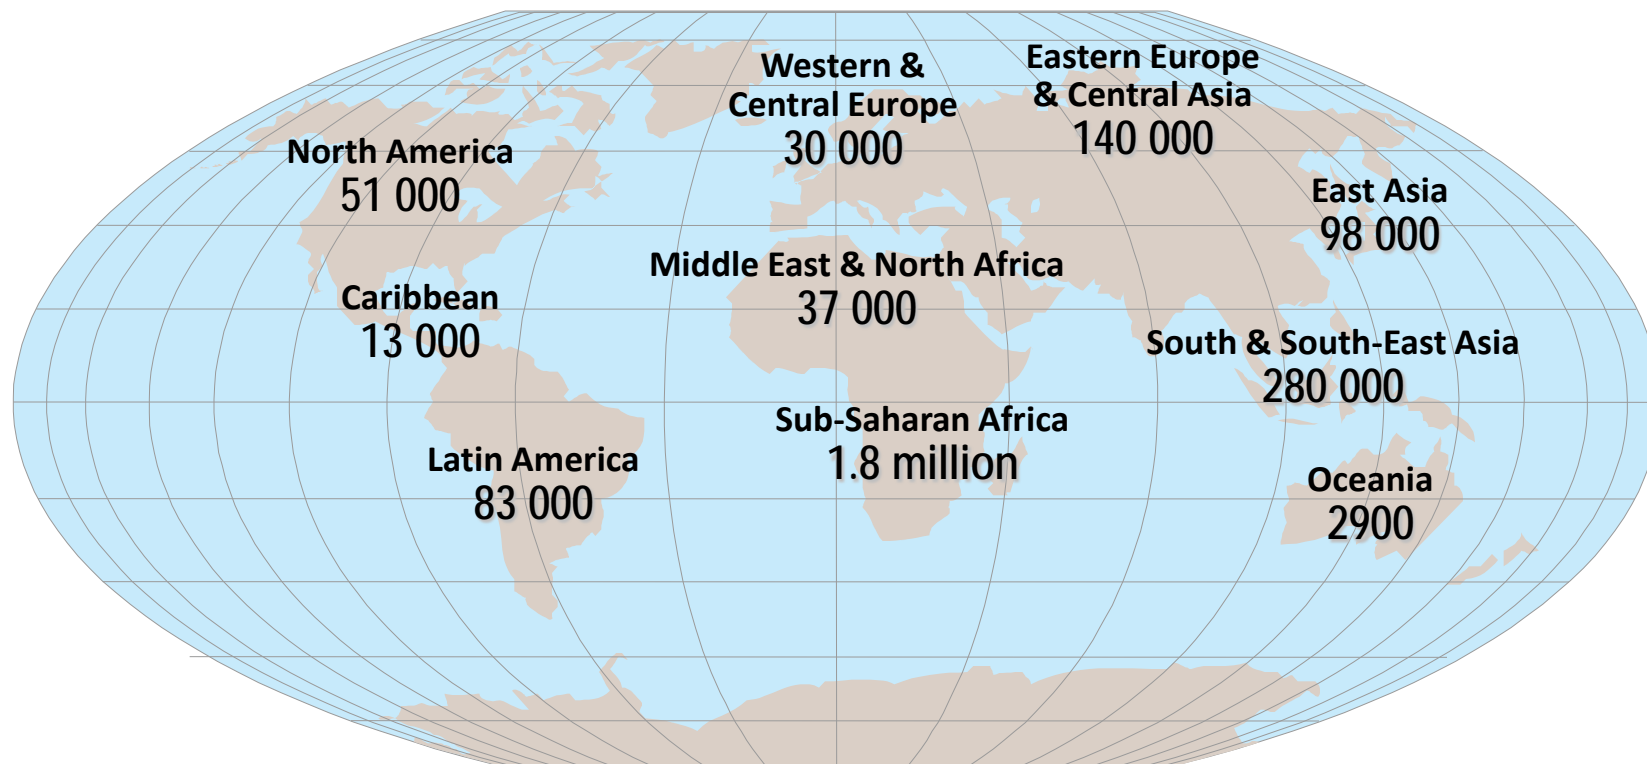 Western &
Central Europe
30 000
Eastern Europe
& Central Asia
140 000
North America
51 000
East Asia
98 000
Middle East & North Africa
37 000
Caribbean
13 000
South & South-East Asia
280 000
Sub-Saharan Africa
1.8 million
Latin America
83 000
Oceania
2900